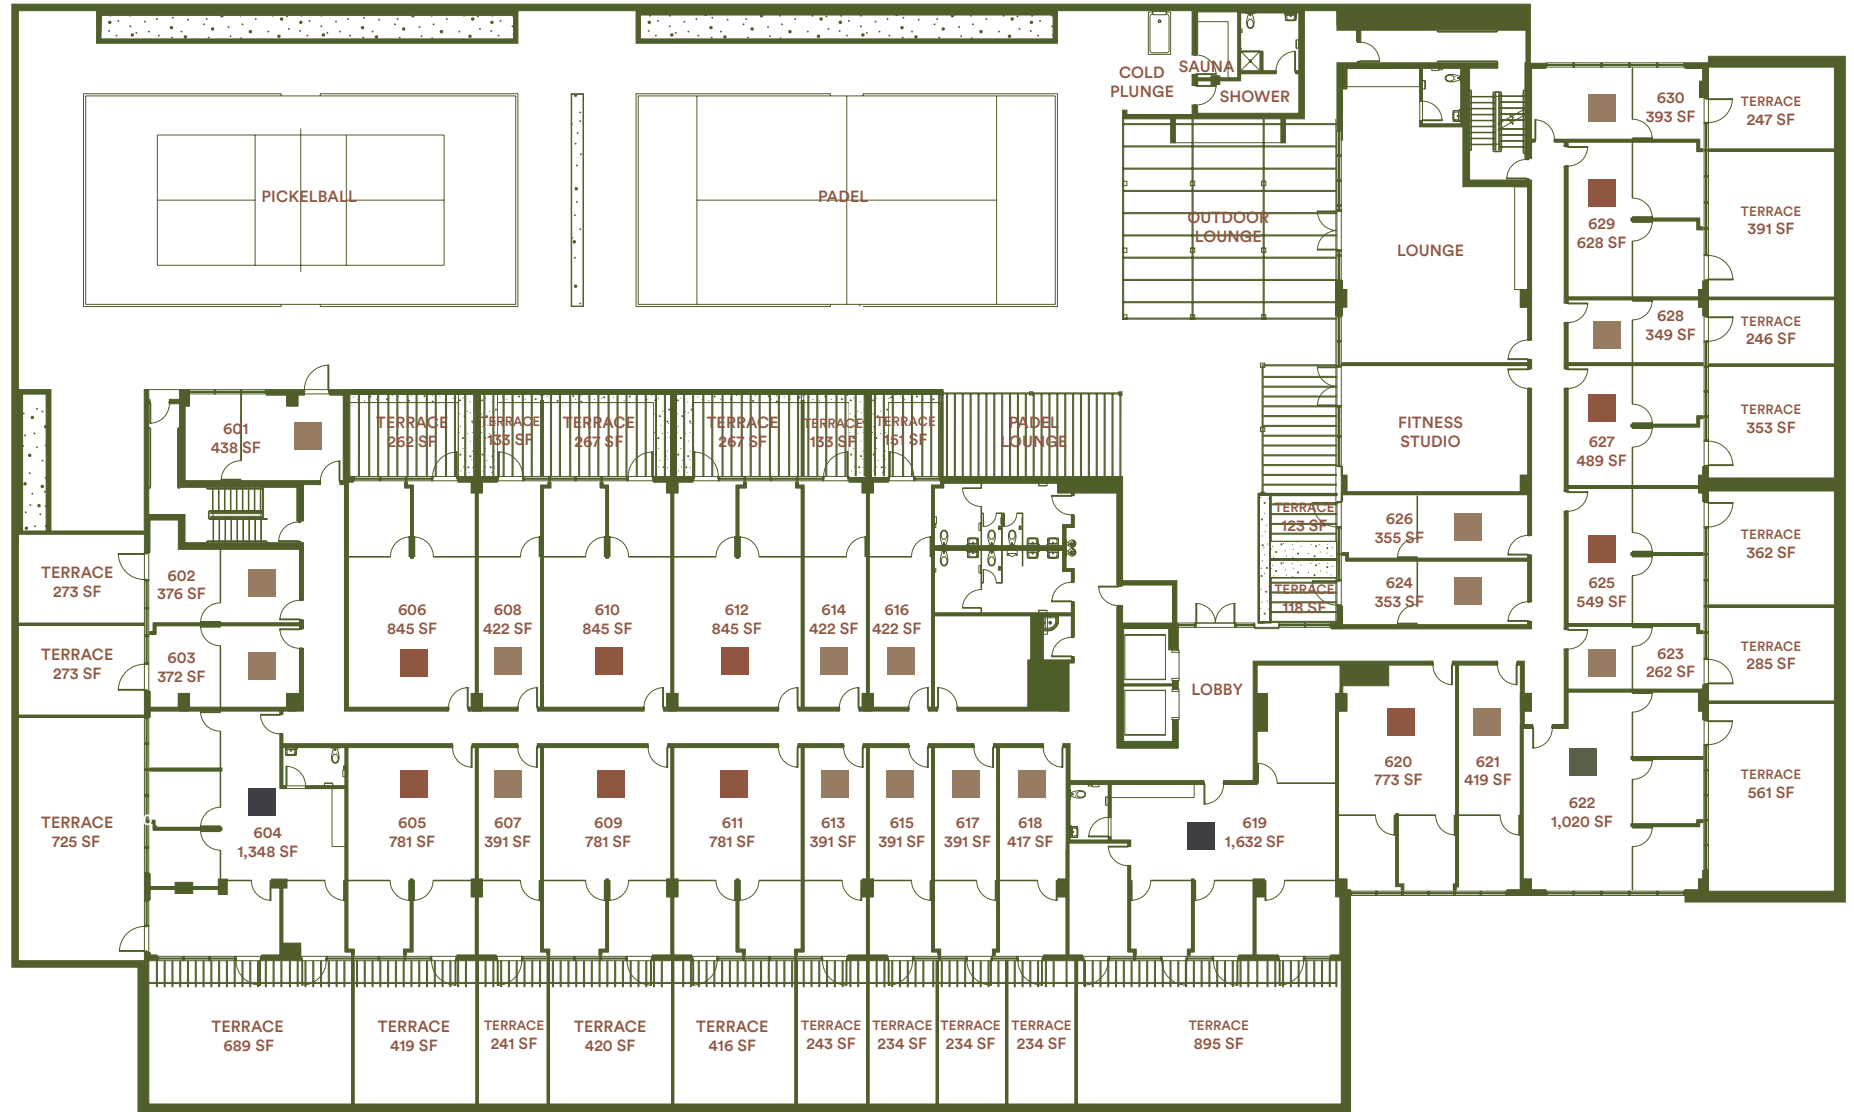 COLD
PLUNGE
SAUNA
SHOWER
630
393 SF
TERRACE
247 SF
PICKELBALL
PADEL
OUTDOOR
LOUNGE
LOUNGE
629
628 SF
TERRACE
391 SF
628
349 SF
TERRACE
246 SF
601
438 SF
TERRACE
262 SF
TERRACE
133 SF
TERRACE
267 SF
TERRACE
267 SF
TERRACE
133 SF
TERRACE
151 SF
PADEL
LOUNGE
FITNESS
STUDIO
627
489 SF
TERRACE
353 SF
TERRACE
123 SF
626
355 SF
TERRACE
362 SF
TERRACE
273 SF
602
376 SF
TERRACE
118 SF
624
353 SF
625
549 SF
606
845 SF
608
422 SF
610
845 SF
612
845 SF
614
422 SF
616
422 SF
TERRACE
273 SF
603
372 SF
LOBBY
623
262 SF
TERRACE
285 SF
620
773 SF
621
419 SF
622
1,020 SF
TERRACE
561 SF
TERRACE
725 SF
604
1,348 SF
605
781 SF
607
391 SF
609
781 SF
611
781 SF
613
391 SF
615
391 SF
617
391 SF
618
417 SF
619
1,632 SF
TERRACE
689 SF
TERRACE
419 SF
TERRACE
241 SF
TERRACE
420 SF
TERRACE
416 SF
TERRACE
243 SF
TERRACE
234 SF
TERRACE
234 SF
TERRACE
234 SF
TERRACE
895 SF